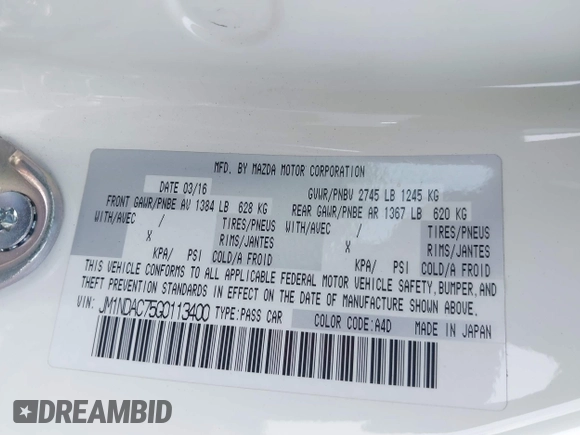 MFD. BY MAZDA MOTOR CORPORATION
DATE 03/16 GVWR/PNBV 2745 LB 1245 KG
FRONT GAWR/PNBE AV 1384 LB 628 KG REAR GAWR/PNBE AR 1367 LB 620 KG
WITH/AVEC / TIRES/PNEUS WITH/AVEC / TIRES/PNEUS
X RIMS/JANTES X RIMS/JANTES
KPA/ PSI COLD/A FROID KPA/ PSI COLD/A FROID
THIS VEHICLE CONFORMS TO ALL APPLICABLE FEDERAL MOTOR VEHICLE SAFETY, BUMPER, AND
THEFT PREVENTION STANDARDS IN EFFECT ON THE DATE OF MANUFACTURE SHOWN ABOVE.
VIN: JM1NDAC75G0113400 TYPE:PASS CAR COLOR CODE:A4D MADE IN JAPAN
DREAMBID